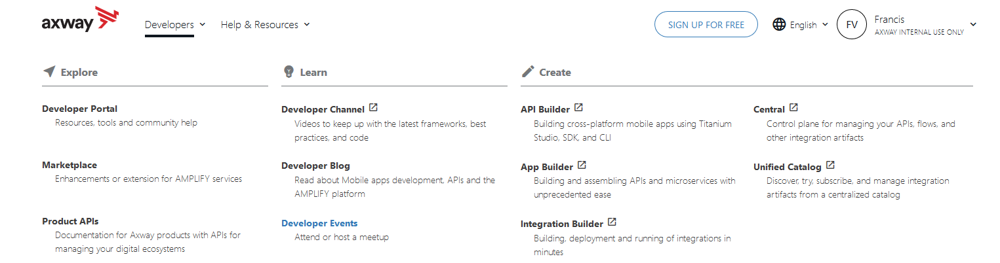 axway
Developers
Help & Resources
SIGN UP FOR FREE
English
FV
Francis
AXWAY INTERNAL USE ONLY
Explore
Developer Portal
Resources, tools and community help
Marketplace
Enhancements or extension for AMPLIFY services
Product APIs
Documentation for Axway products with APIs for
managing your digital ecosystems
Learn
Developer Channel
Videos to keep up with the latest frameworks, best
practices, and code
Developer Blog
Read about Mobile apps development, APIs and the
AMPLIFY platform
Developer Events
Attend or host a meetup
Create
API Builder
Building cross-platform mobile apps using Titanium
Studio, SDK, and CLI
App Builder
Building and assembling APIs and microservices with
unprecedented ease
Integration Builder
Building, deployment and running of integrations in
minutes
Central
Control plane for managing your APIs, flows, and
other integration artifacts
Unified Catalog
Discover, try, subscribe, and manage integration
artifacts from a centralized catalog